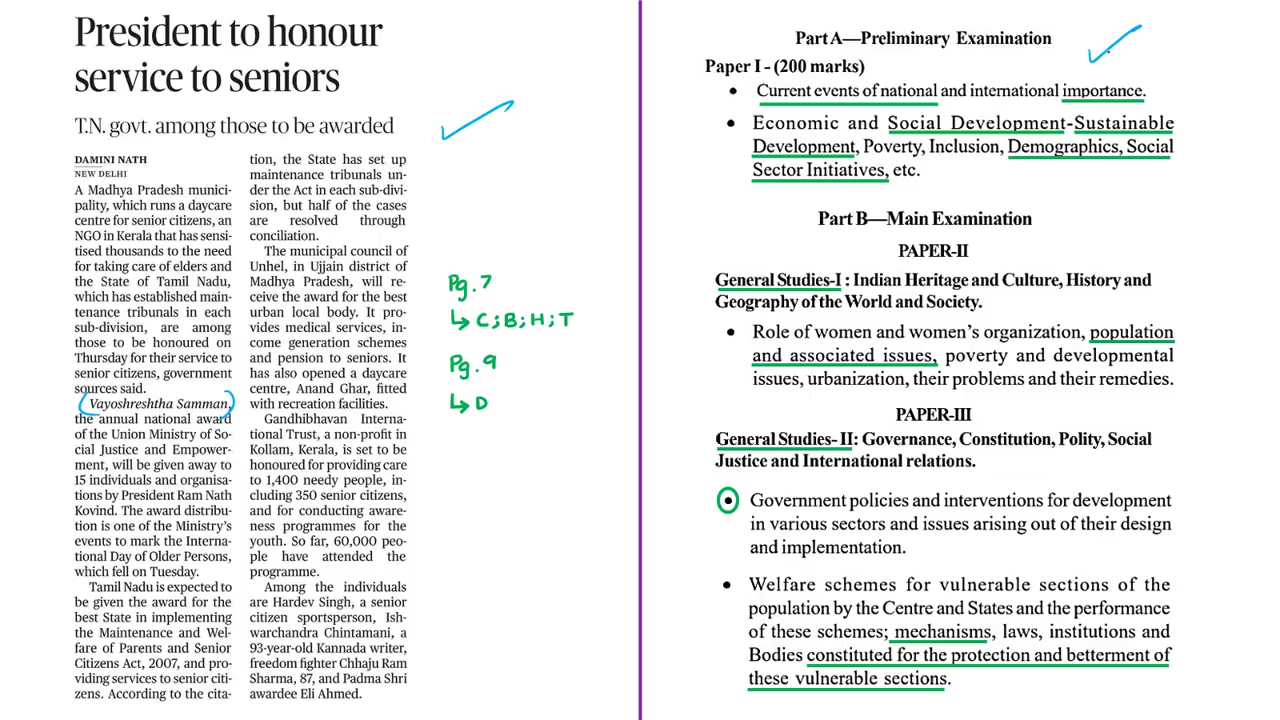 President to honour
service to seniors
T.N. govt. among those to be awarded
DAMINI NATH
NEW DELHI
A Madhya Pradesh munici-
pality, which runs a daycare
centre for senior citizens, an
NGO in Kerala that has sensi-
tised thousands to the need
for taking care of elders and
the State of Tamil Nadu,
which has established main-
tenance tribunals in each
sub-division, are among
those to be honoured on
Thursday for their service to
senior citizens, government
sources said.
Vayoshreshtha Samman,
the annual national award
of the Union Ministry of So-
cial Justice and Empower-
ment, will be given away to
15 individuals and organisa-
tions by President Ram Nath
Kovind. The award distribu-
tion is one of the Ministry's
events to mark the Interna-
tional Day of Older Persons,
which fell on Tuesday.
Tamil Nadu is expected to
be given the award for the
best State in implementing
the Maintenance and Wel-
fare of Parents and Senior
Citizens Act, 2007, and pro-
viding services to senior citi-
zens. According to the cita-
tion, the State has set up
maintenance tribunals un-
der the Act in each sub-divi-
sion, but half of the cases
are resolved through
conciliation.
The municipal council of
Unhel, in Ujjain district of
Madhya Pradesh, will re-
ceive the award for the best
urban local body. It pro-
vides medical services, in-
come generation schemes
and pension to seniors. It
has also opened a daycare
centre, Anand Ghar, fitted
with recreation facilities.
Gandhibhavan Interna-
tional Trust, a non-profit in
Kollam, Kerala, is set to be
honoured for providing care
to 1,400 needy people, in-
cluding 350 senior citizens,
and for conducting aware-
ness programmes for the
youth. So far, 60,000 peo-
ple have attended the
programme.
Among the individuals
are Hardev Singh, a senior
citizen sportsperson, Ish-
warchandra Chintamani, a
93-year-old Kannada writer,
freedom fighter Chhaju Ram
Sharma, 87, and Padma Shri
awardee Eli Ahmed.
Pg. 7
↳ C; B; H; T
Pg. 9
↳ D
Part A—Preliminary Examination
Paper I - (200 marks)
• Current events of national and international importance.
• Economic and Social Development-Sustainable
Development, Poverty, Inclusion, Demographics, Social
Sector Initiatives, etc.
Part B—Main Examination
PAPER-II
General Studies-I : Indian Heritage and Culture, History and
Geography of the World and Society.
• Role of women and women's organization, population
and associated issues, poverty and developmental
issues, urbanization, their problems and their remedies.
PAPER-III
General Studies- II: Governance, Constitution, Polity, Social
Justice and International relations.
• Government policies and interventions for development
in various sectors and issues arising out of their design
and implementation.
• Welfare schemes for vulnerable sections of the
population by the Centre and States and the performance
of these schemes; mechanisms, laws, institutions and
Bodies constituted for the protection and betterment of
these vulnerable sections.